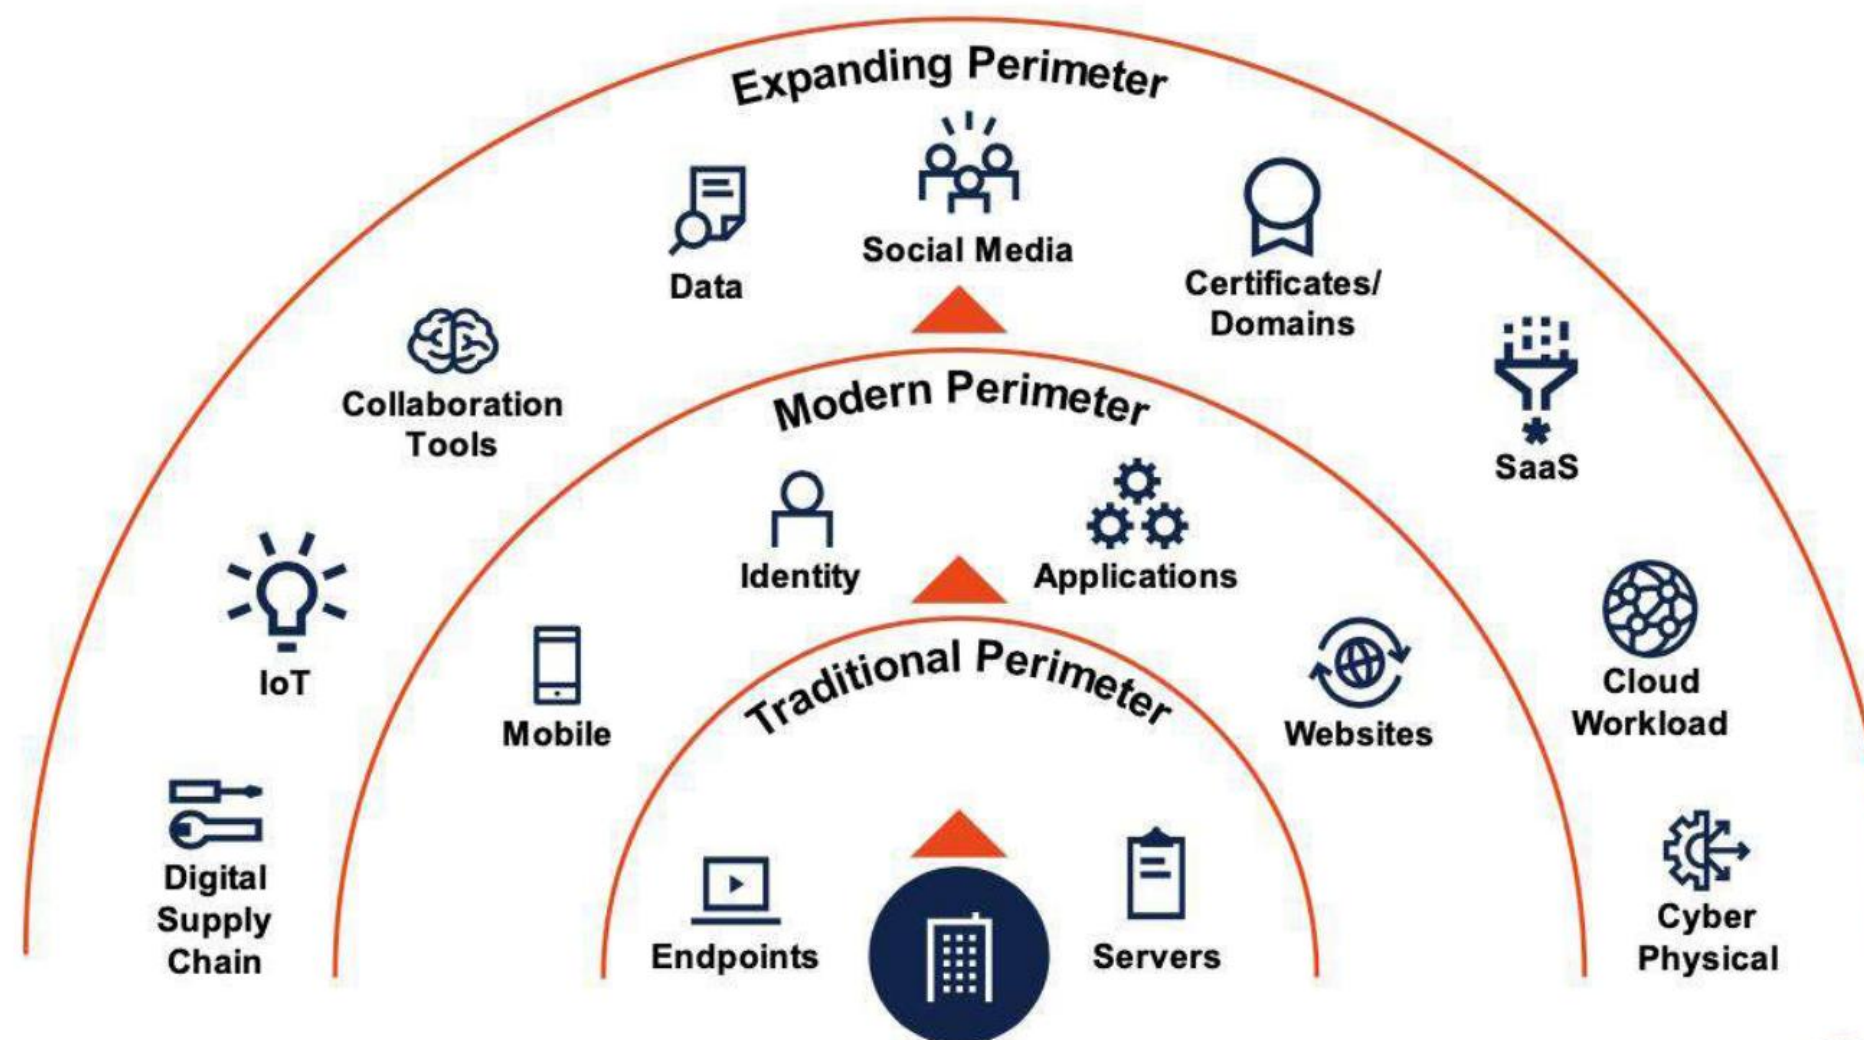 Expanding Perimeter
Social Media
Data
Certificates/
Domains
Collaboration
Tools
SaaS
IoT
Cloud
Workload
Digital
Supply
Chain
Cyber
Physical
Modern Perimeter
Identity
Applications
Mobile
Websites
Traditional Perimeter
Endpoints
Servers